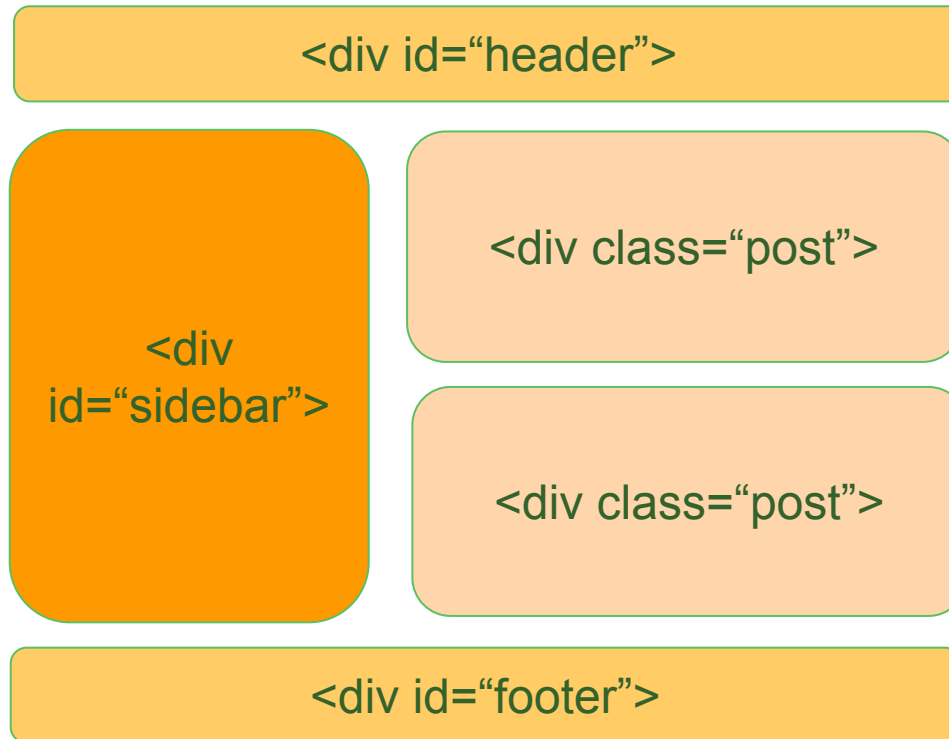 <div id=“header”>
<div
id=“sidebar”>
<div class=“post”>
<div class=“post”>
<div id=“footer”>